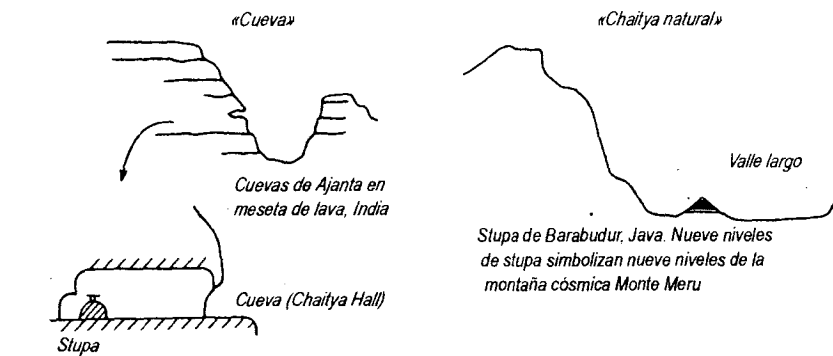 «Cueva»
Cuevas de Ajanta en
meseta de lava, India
Cueva (Chaitya Hall)
Stupa
«Chaitya natural»
Valle largo
Stupa de Barabudur, Java. Nueve niveles
de stupa simbolizan nueve niveles de la
montaña cósmica Monte Meru